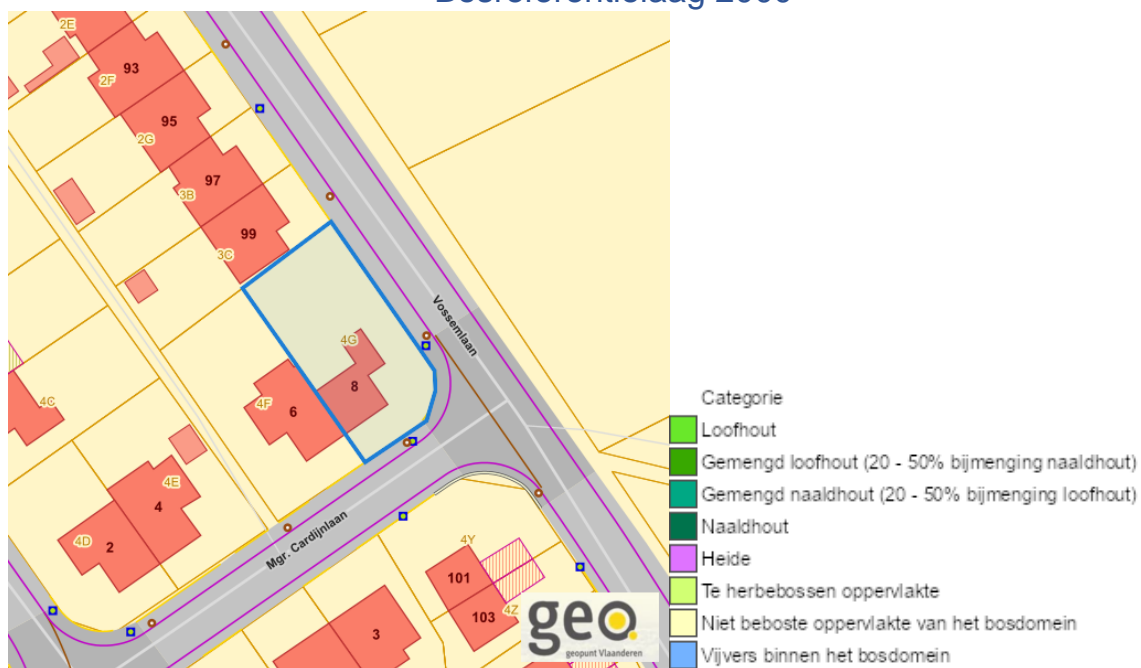 Bosreferentielaag 2000
2E
93
2F
95
2G
97
3B
99
3C
Vossemlaan
4G
8
4C
4F
6
4E
4
4D
2
Mgr. Cardijnlaan
4Y
101
103
4Z
3
geo
geopunt Vlaanderen
Categorie
Loofhout
Gemengd loofhout (20 - 50% bijmenging naaldhout)
Gemengd naaldhout (20 - 50% bijmenging loofhout)
Naaldhout
Heide
Te herbebossen oppervlakte
Niet beboste oppervlakte van het bosdomein
Vijvers binnen het bosdomein